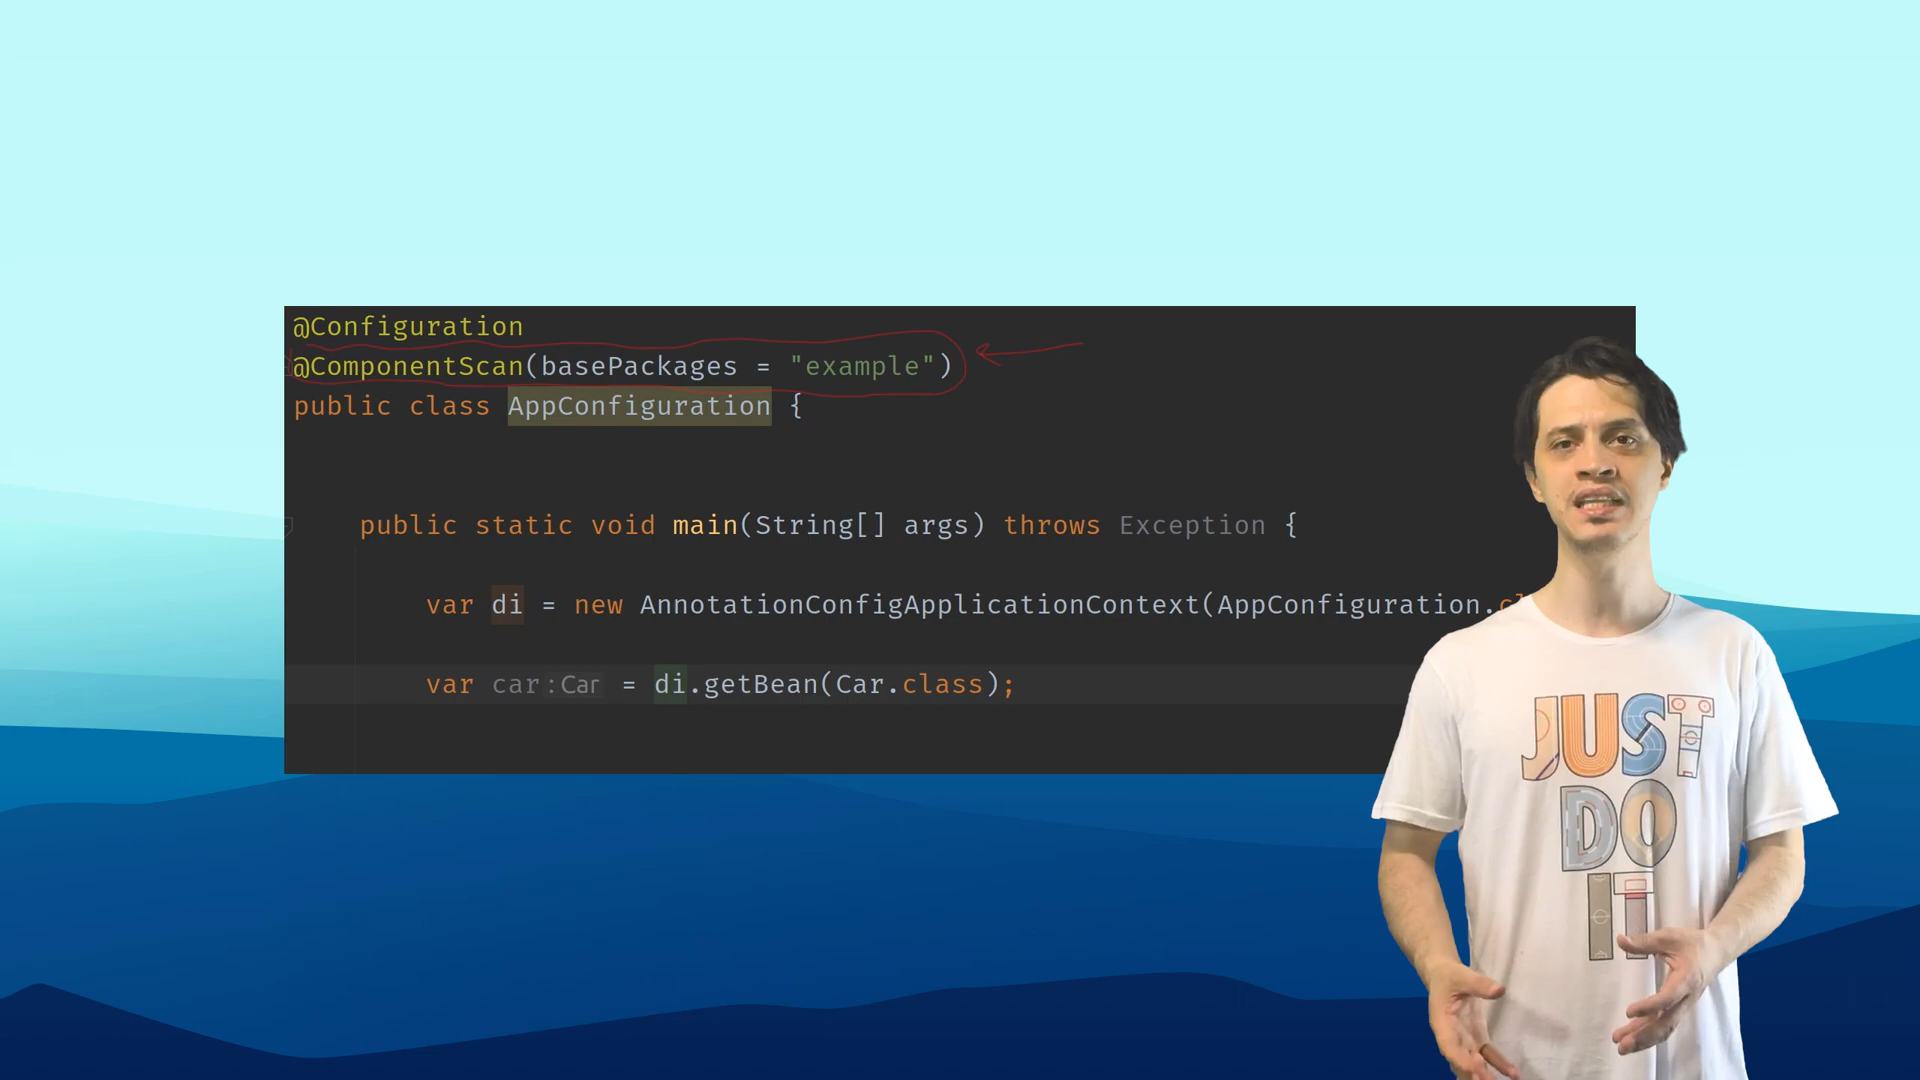 @Configuration
@ComponentScan(basePackages = "example")
public class AppConfiguration {
public static void main(String[] args) throws Exception {
var di = new AnnotationConfigApplicationContext(AppConfiguration.cl
var car : Car = di.getBean(Car.class);
JUST
DO
IT